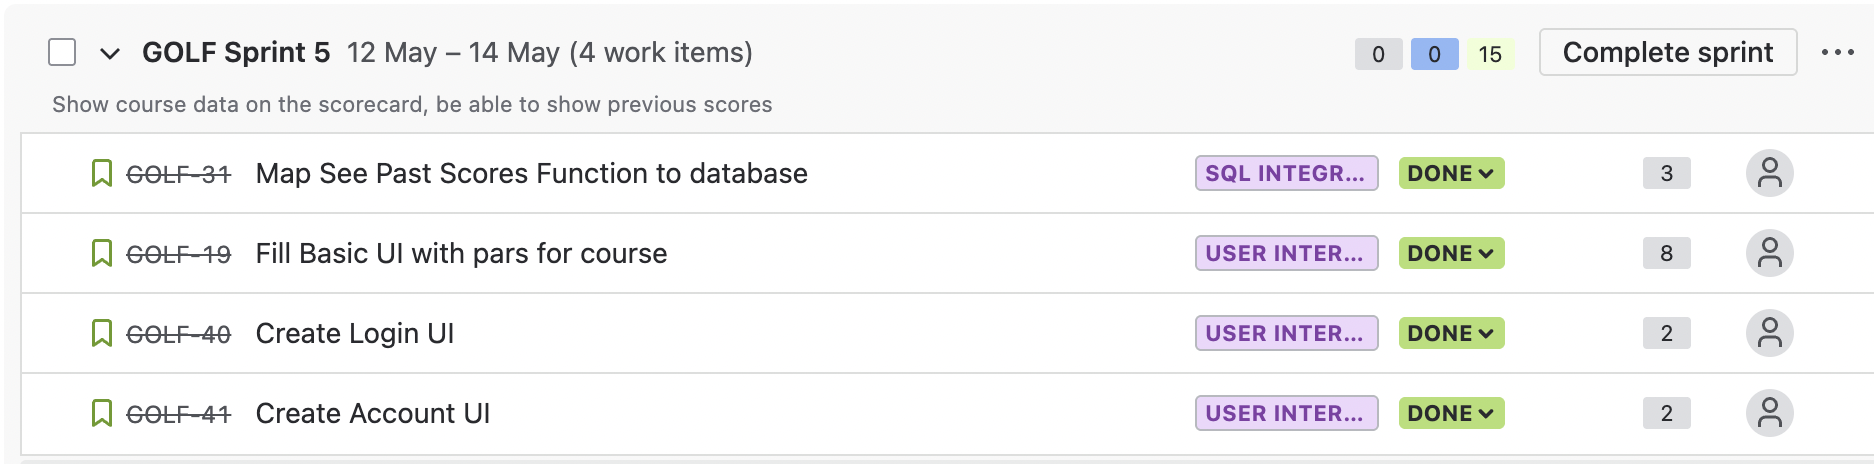 GOLF Sprint 5 12 May – 14 May (4 work items) 0 0 15 Complete sprint
Show course data on the scorecard, be able to show previous scores
GOLF-31 Map See Past Scores Function to database SQL INTEGR... DONE 3
GOLF-19 Fill Basic UI with pars for course USER INTER... DONE 8
GOLF-40 Create Login UI USER INTER... DONE 2
GOLF-41 Create Account UI USER INTER... DONE 2